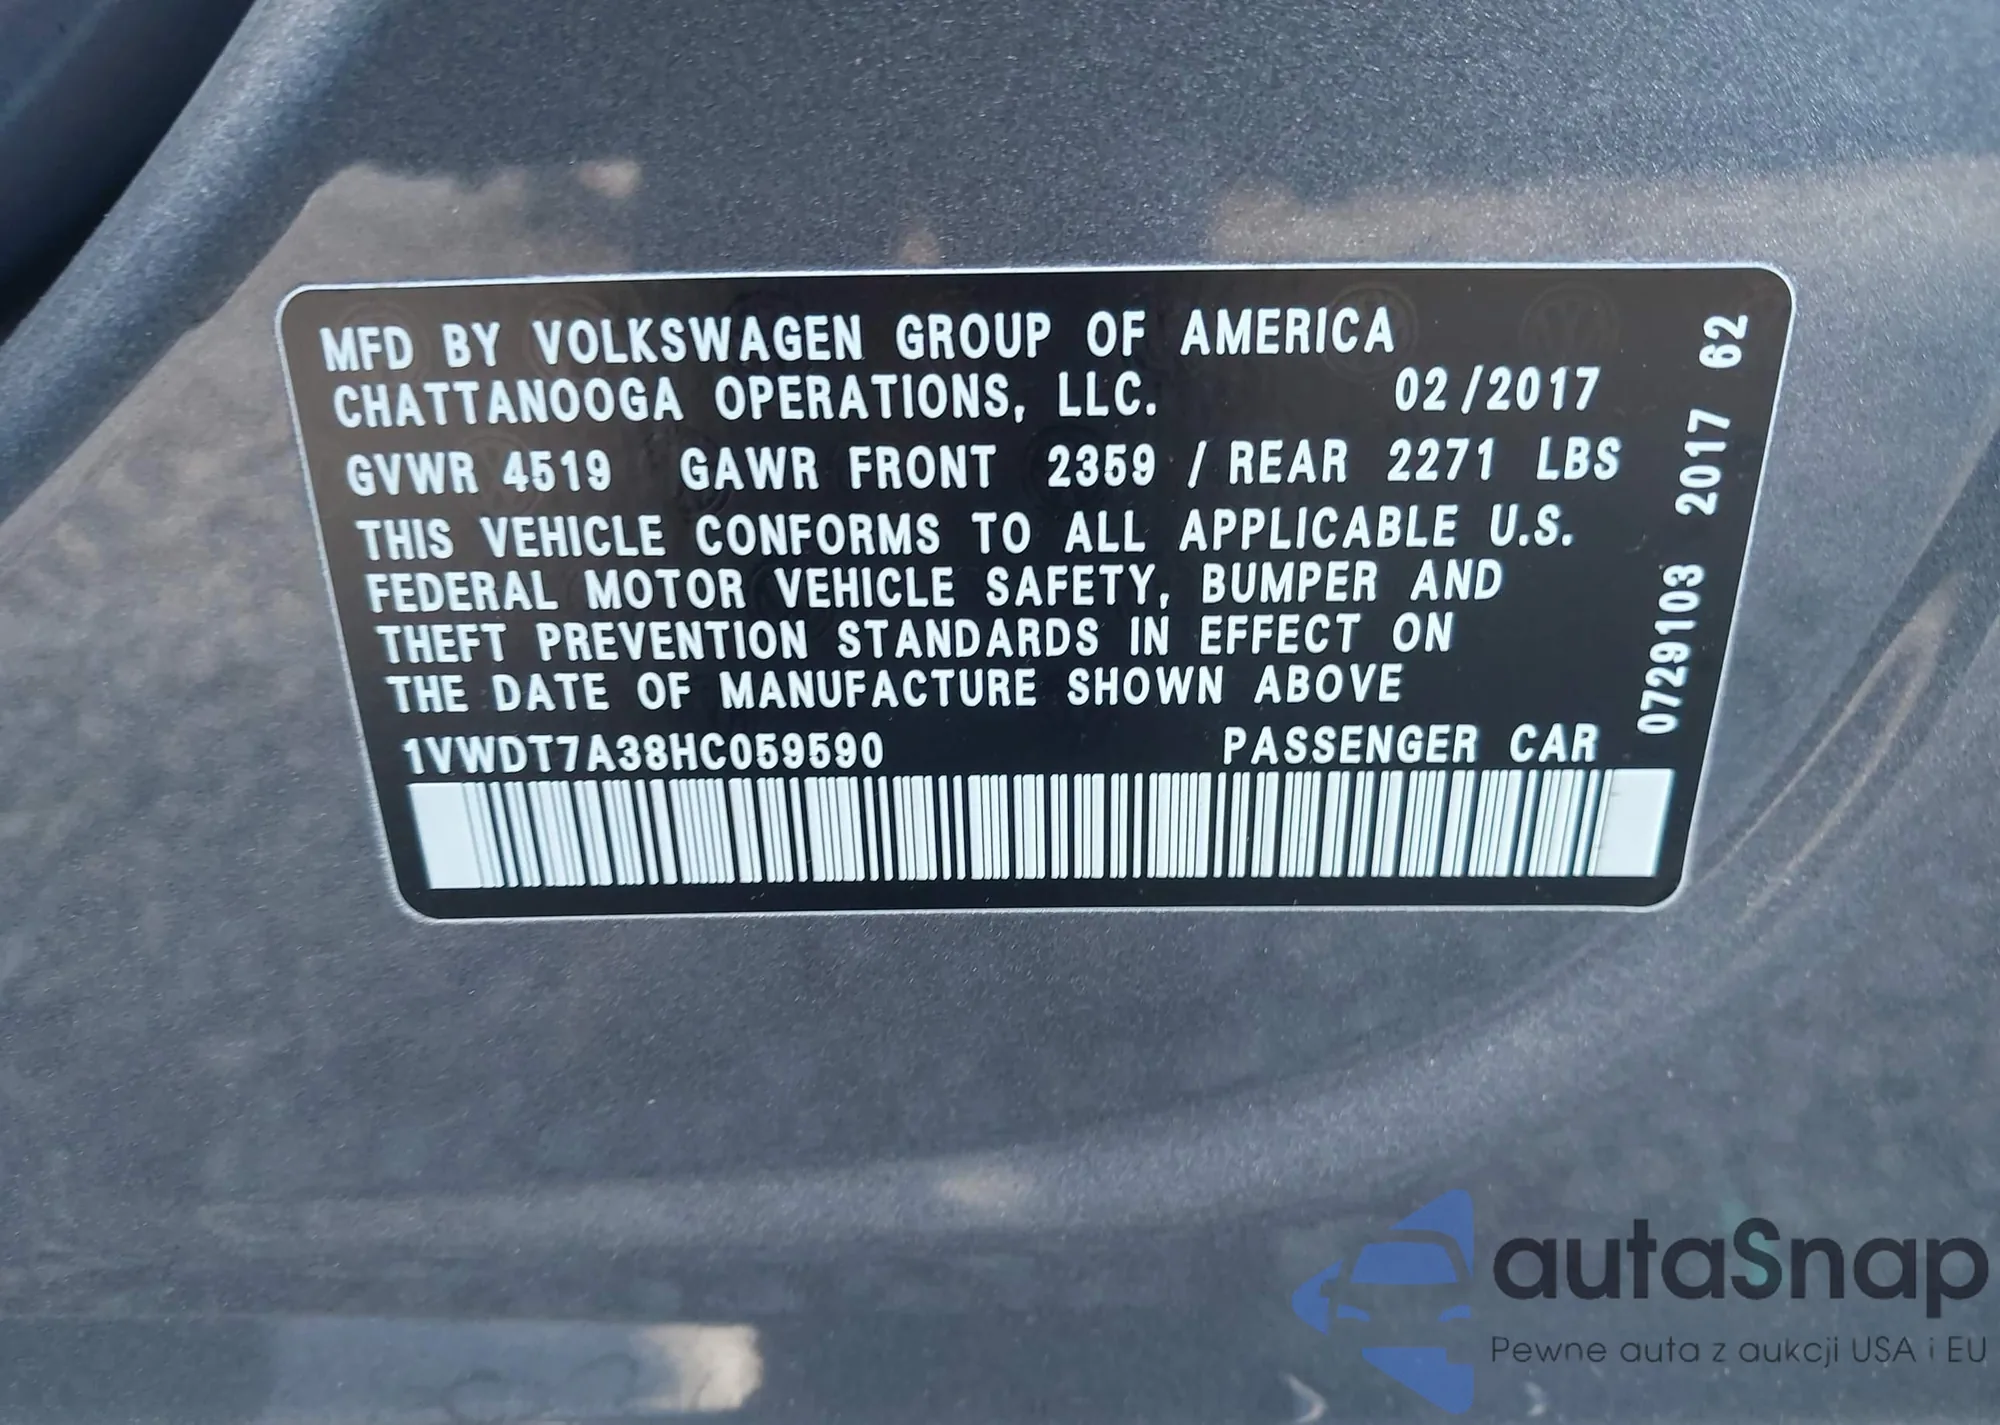 MFD BY VOLKSWAGEN GROUP OF AMERICA
CHATTANOOGA OPERATIONS, LLC. 02/2017
GVWR 4519 GAWR FRONT 2359 / REAR 2271 LBS
THIS VEHICLE CONFORMS TO ALL APPLICABLE U.S.
FEDERAL MOTOR VEHICLE SAFETY, BUMPER AND
THEFT PREVENTION STANDARDS IN EFFECT ON
THE DATE OF MANUFACTURE SHOWN ABOVE
1VWDT7A38HC059590 PASSENGER CAR
07291103 2017 62
autaSnap
Pewne auta z aukcji USA i EU